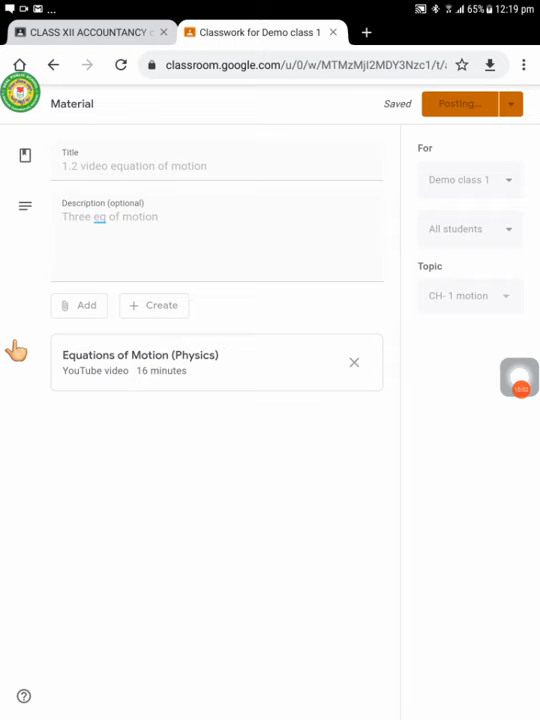 ... 65% 12:19 pm
CLASS XII ACCOUNTANCY c
Classwork for Demo class 1
classroom.google.com/u/0/w/MTMzMjI2MDY3Nzc1/t/
Material
Saved
Posting...
Title
1.2 video equation of motion
Description (optional)
Three eq of motion
Add
Create
Equations of Motion (Physics)
YouTube video 16 minutes
For
Demo class 1
All students
Topic
CH- 1 motion